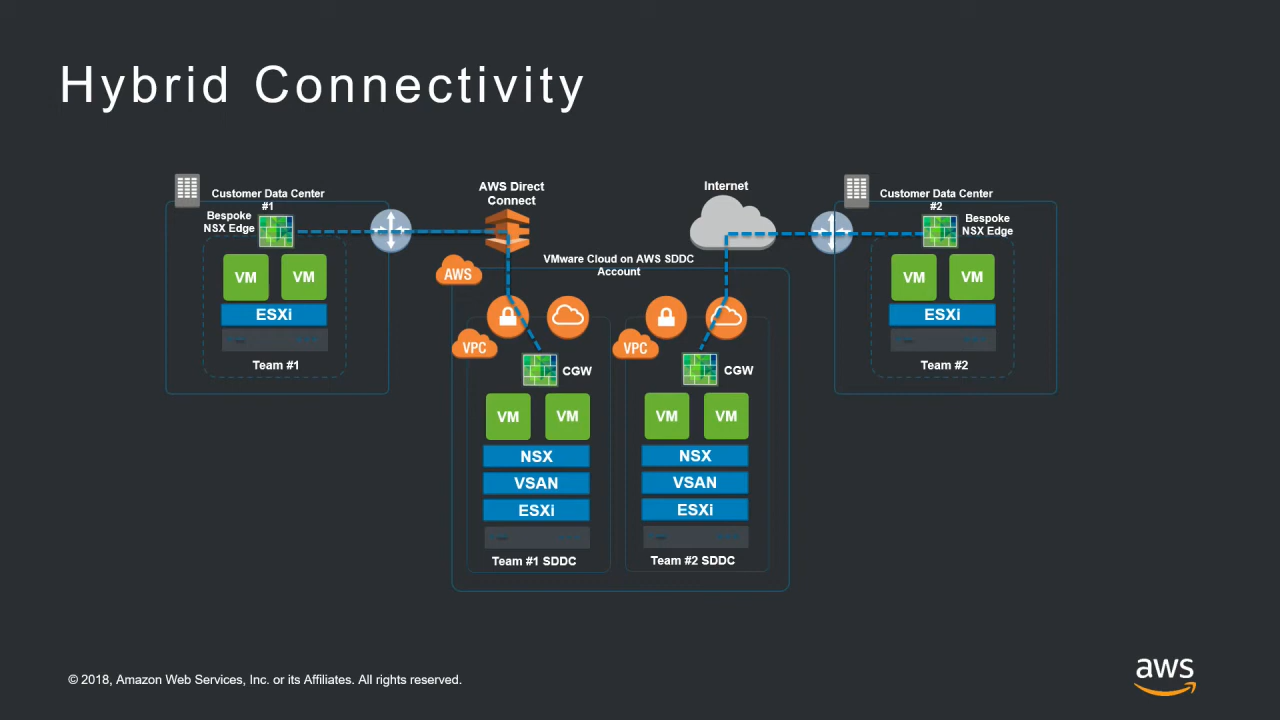 Hybrid Connectivity
Customer Data Center
#1
Bespoke
NSX Edge
VM
VM
ESXi
Team #1
AWS Direct
Connect
Internet
VMware Cloud on AWS SDDC
Account
AWS
VPC
CGW
VM
VM
NSX
VSAN
ESXi
Team #1 SDDC
VPC
CGW
VM
VM
NSX
VSAN
ESXi
Team #2 SDDC
Customer Data Center
#2
Bespoke
NSX Edge
VM
VM
ESXi
Team #2
© 2018, Amazon Web Services, Inc. or its Affiliates. All rights reserved.
aws